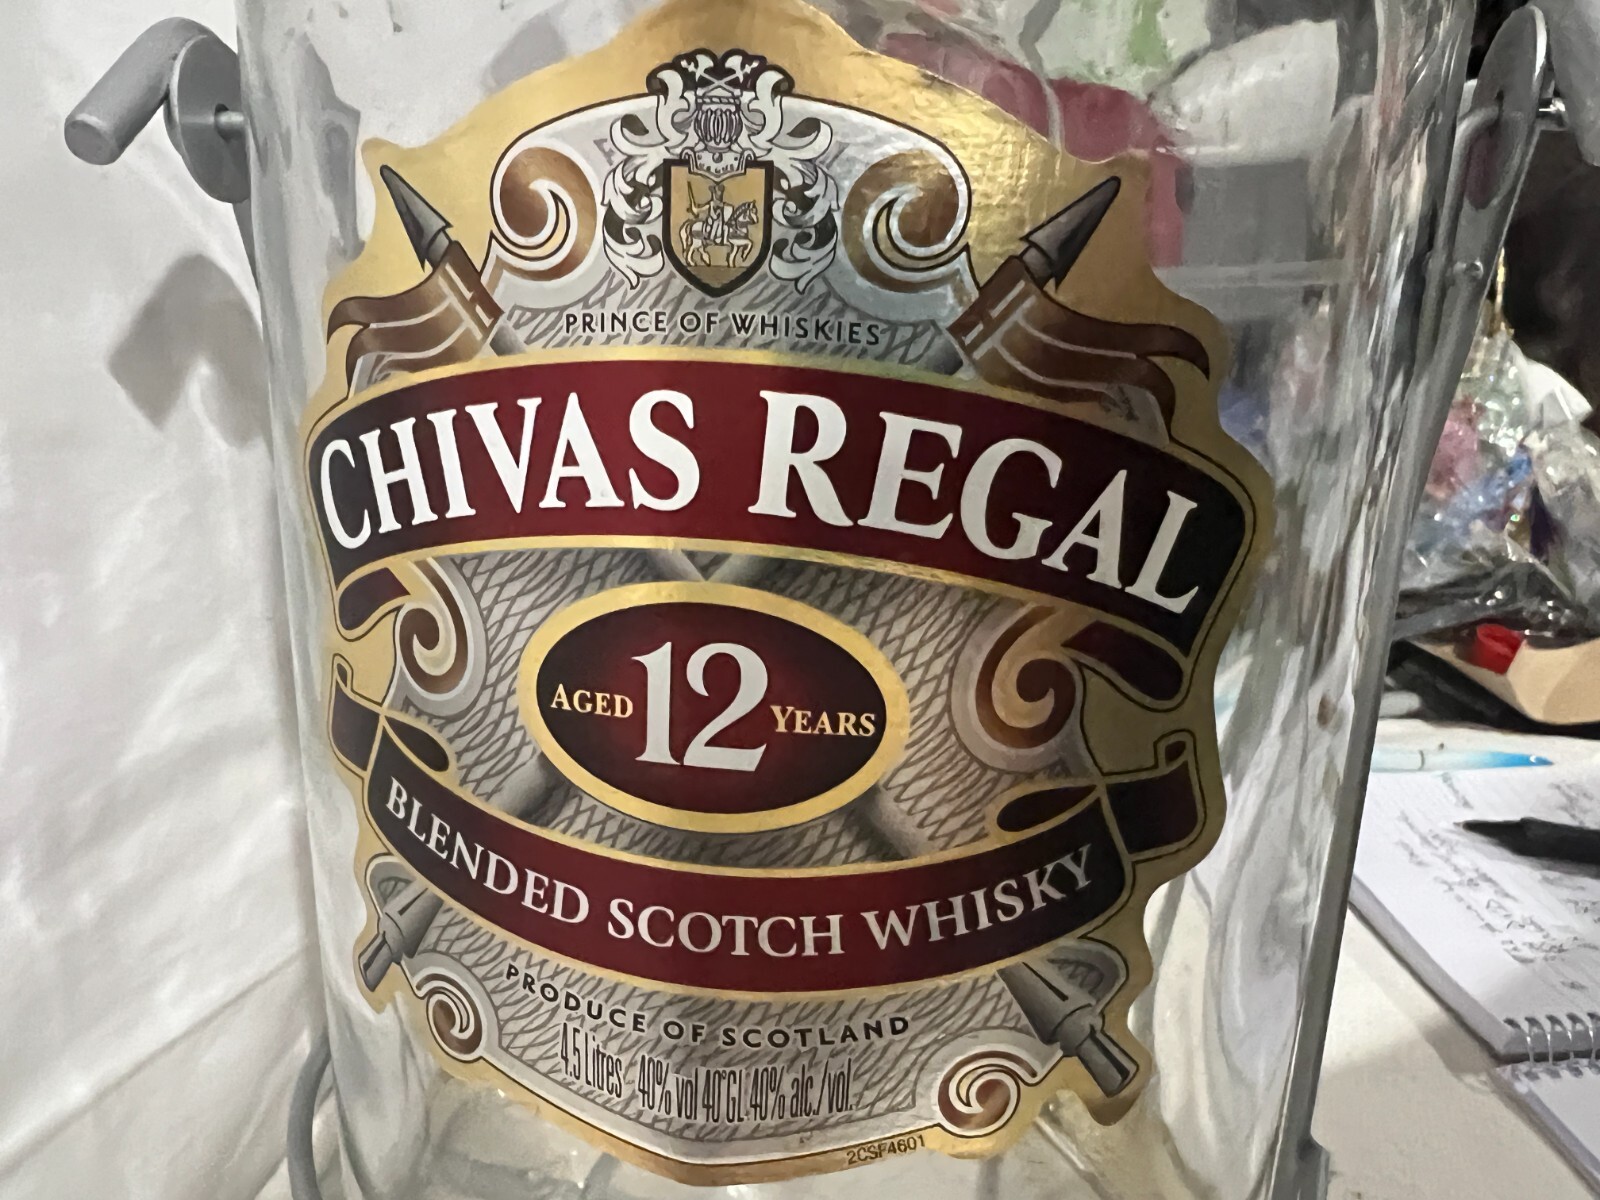 PRINCE OF WHISKIES
CHIVAS REGAL
AGED 12 YEARS
BLENDED SCOTCH WHISKY
PRODUCE OF SCOTLAND
4.5 Litres 40% vol 40°GL 40% alc./vol.
2CSF4601